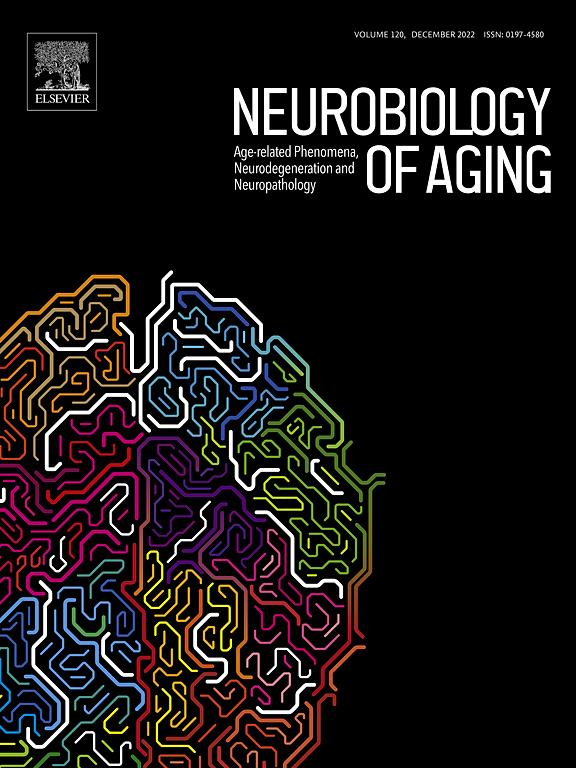 VOLUME 120, DECEMBER 2022 ISSN: 0197-4580
ELSEVIER
NEUROBIOLOGY
OF AGING
Age-related Phenomena,
Neurodegeneration and
Neuropathology